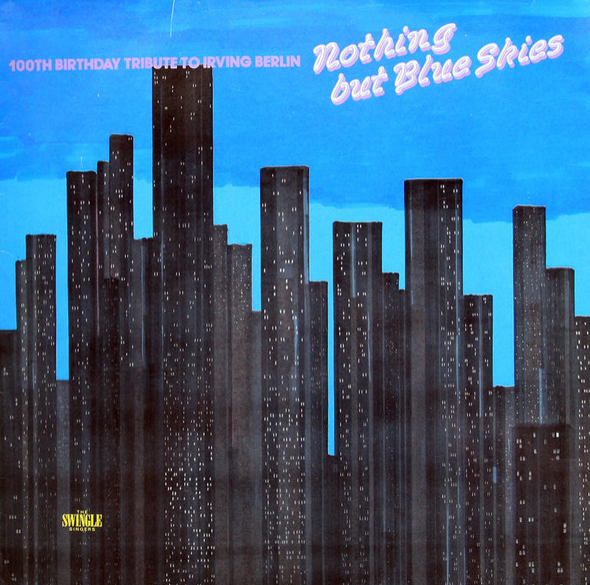 100TH BIRTHDAY TRIBUTE TO IRVING BERLIN
Nothing
but Blue Skies
THE
SWINGLE
SINGERS